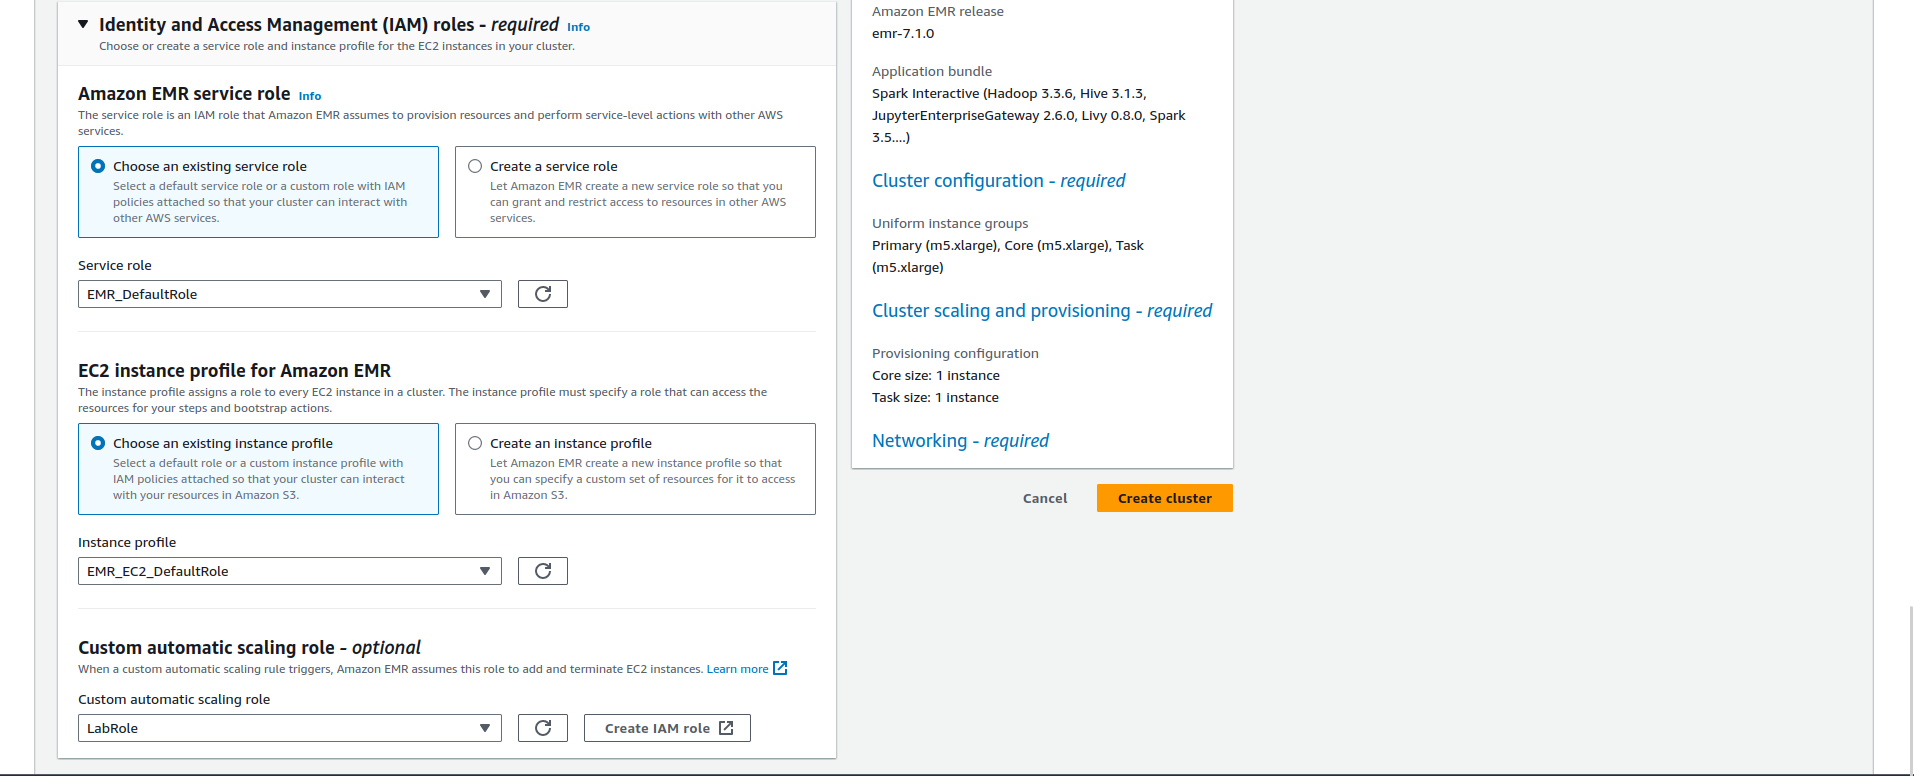 Identity and Access Management (IAM) roles - required Info
Choose or create a service role and instance profile for the EC2 instances in your cluster.
Amazon EMR service role Info
The service role is an IAM role that Amazon EMR assumes to provision resources and perform service-level actions with other AWS
services.
Choose an existing service role
Select a default service role or a custom role with IAM
policies attached so that your cluster can interact with
other AWS services.
Create a service role
Let Amazon EMR create a new service role so that you
can grant and restrict access to resources in other AWS
services.
Service role
EMR_DefaultRole
EC2 instance profile for Amazon EMR
The instance profile assigns a role to every EC2 instance in a cluster. The instance profile must specify a role that can access the
resources for your steps and bootstrap actions.
Choose an existing instance profile
Select a default role or a custom instance profile with
IAM policies attached so that your cluster can interact
with your resources in Amazon S3.
Create an instance profile
Let Amazon EMR create a new instance profile so that
you can specify a custom set of resources for it to access
in Amazon S3.
Instance profile
EMR_EC2_DefaultRole
Custom automatic scaling role - optional
When a custom automatic scaling rule triggers, Amazon EMR assumes this role to add and terminate EC2 instances. Learn more
Custom automatic scaling role
LabRole
Create IAM role
Amazon EMR release
emr-7.1.0
Application bundle
Spark Interactive (Hadoop 3.3.6, Hive 3.1.3,
JupyterEnterpriseGateway 2.6.0, Livy 0.8.0, Spark
3.5....)
Cluster configuration - required
Uniform instance groups
Primary (m5.xlarge), Core (m5.xlarge), Task
(m5.xlarge)
Cluster scaling and provisioning - required
Provisioning configuration
Core size: 1 instance
Task size: 1 instance
Networking - required
Cancel
Create cluster